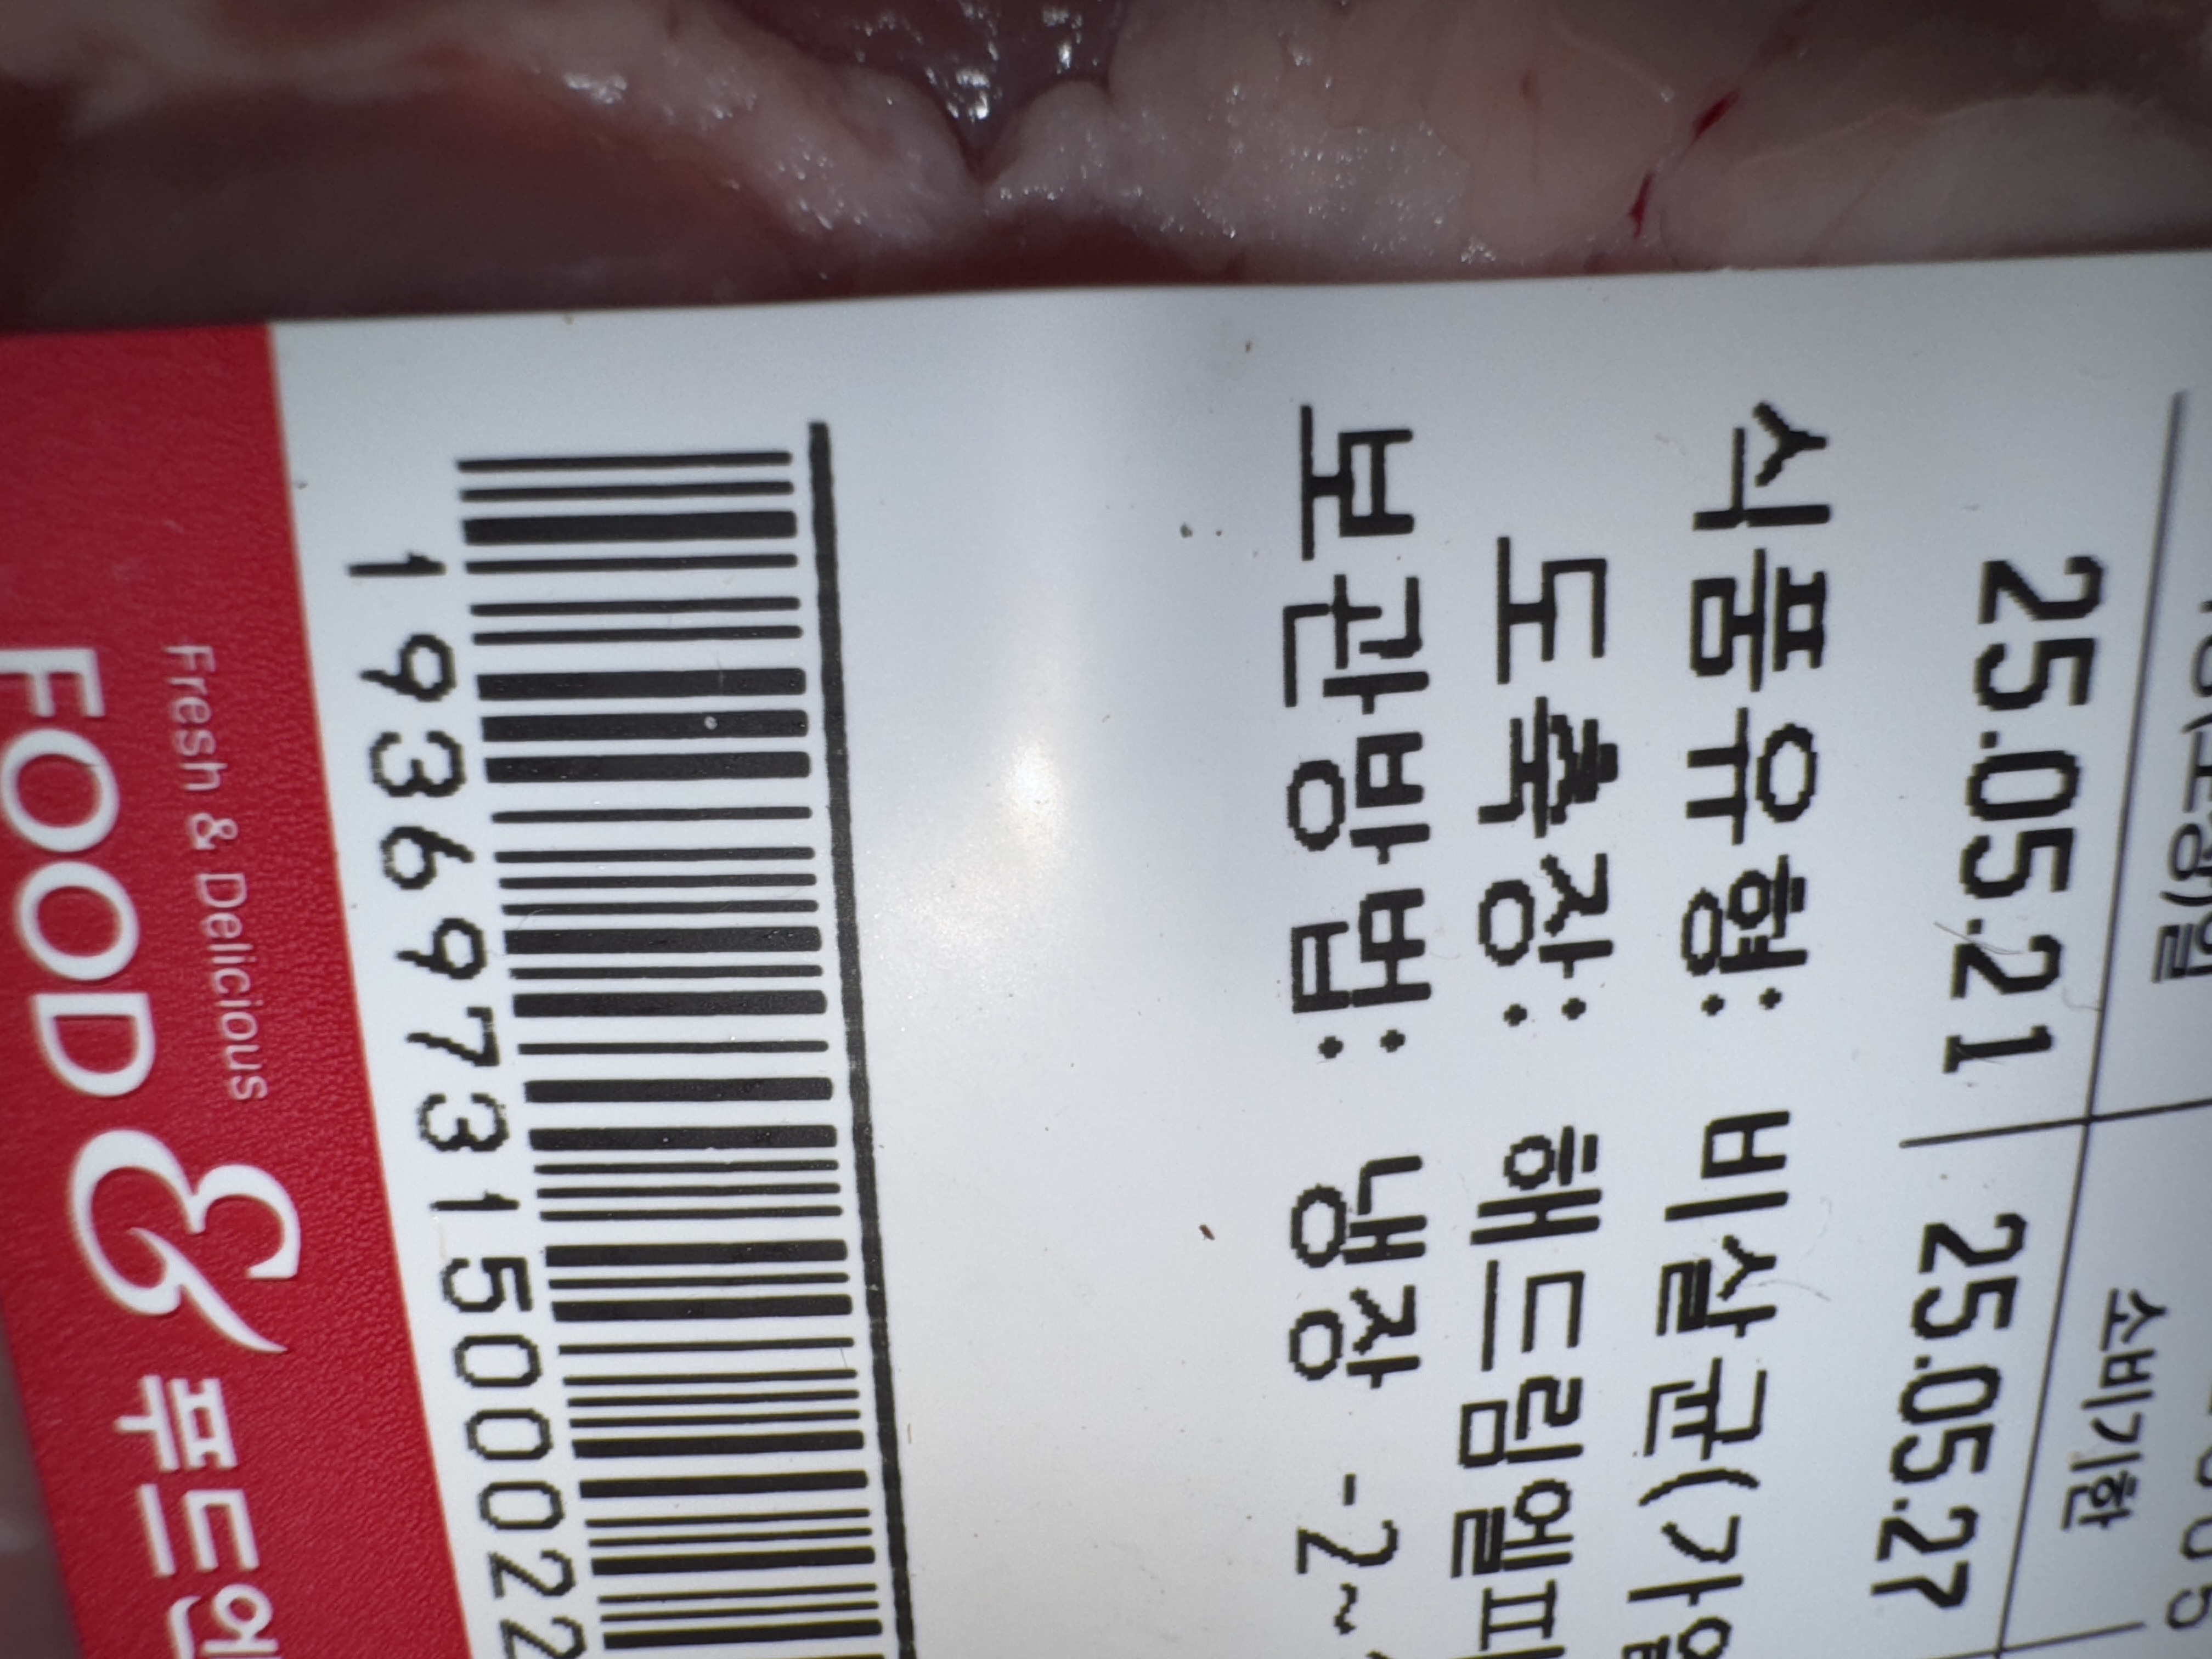 소비기한
25.05.21 25.05.27
식품유형: 비살균(가열
도축장: 해드림엘피
보관방법: 냉장 -2~
19369731500022
Fresh & Delicious
FOOD & 푸드엔